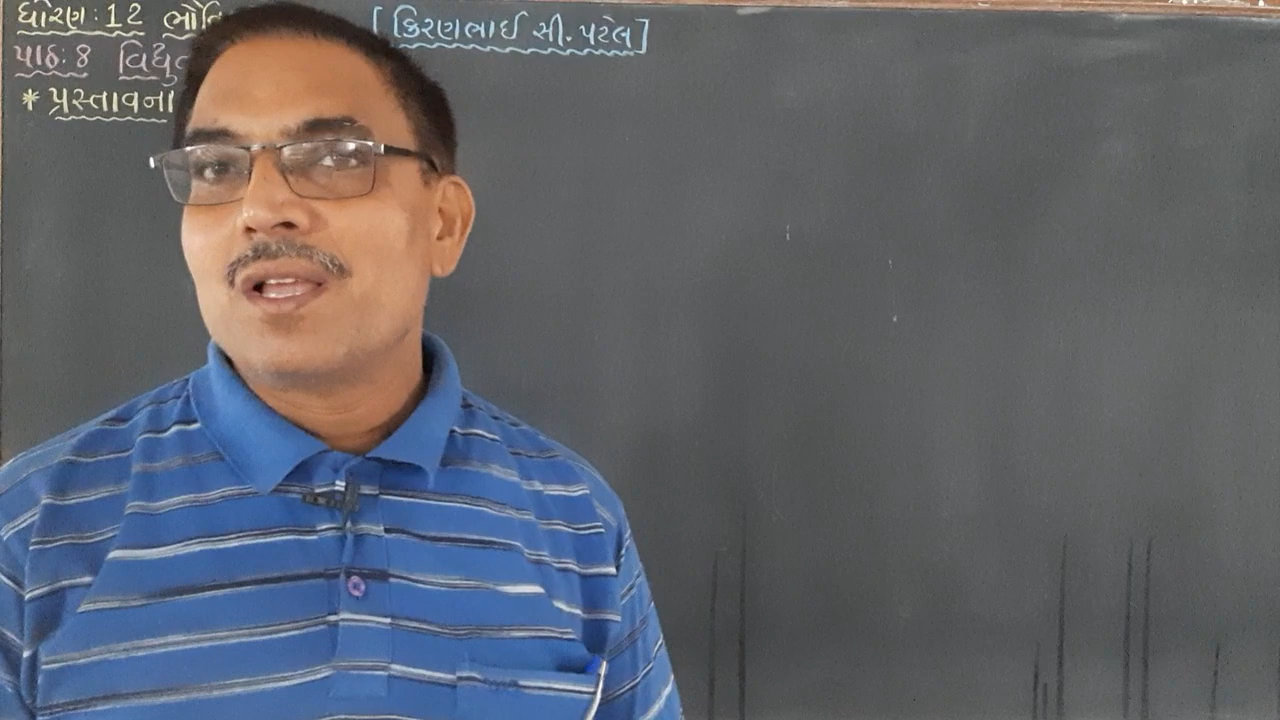 ધોરણ: 12 [કિરણભાઈ સી. પટેલ]
પાઠ: 8
* પ્રસ્તાવના